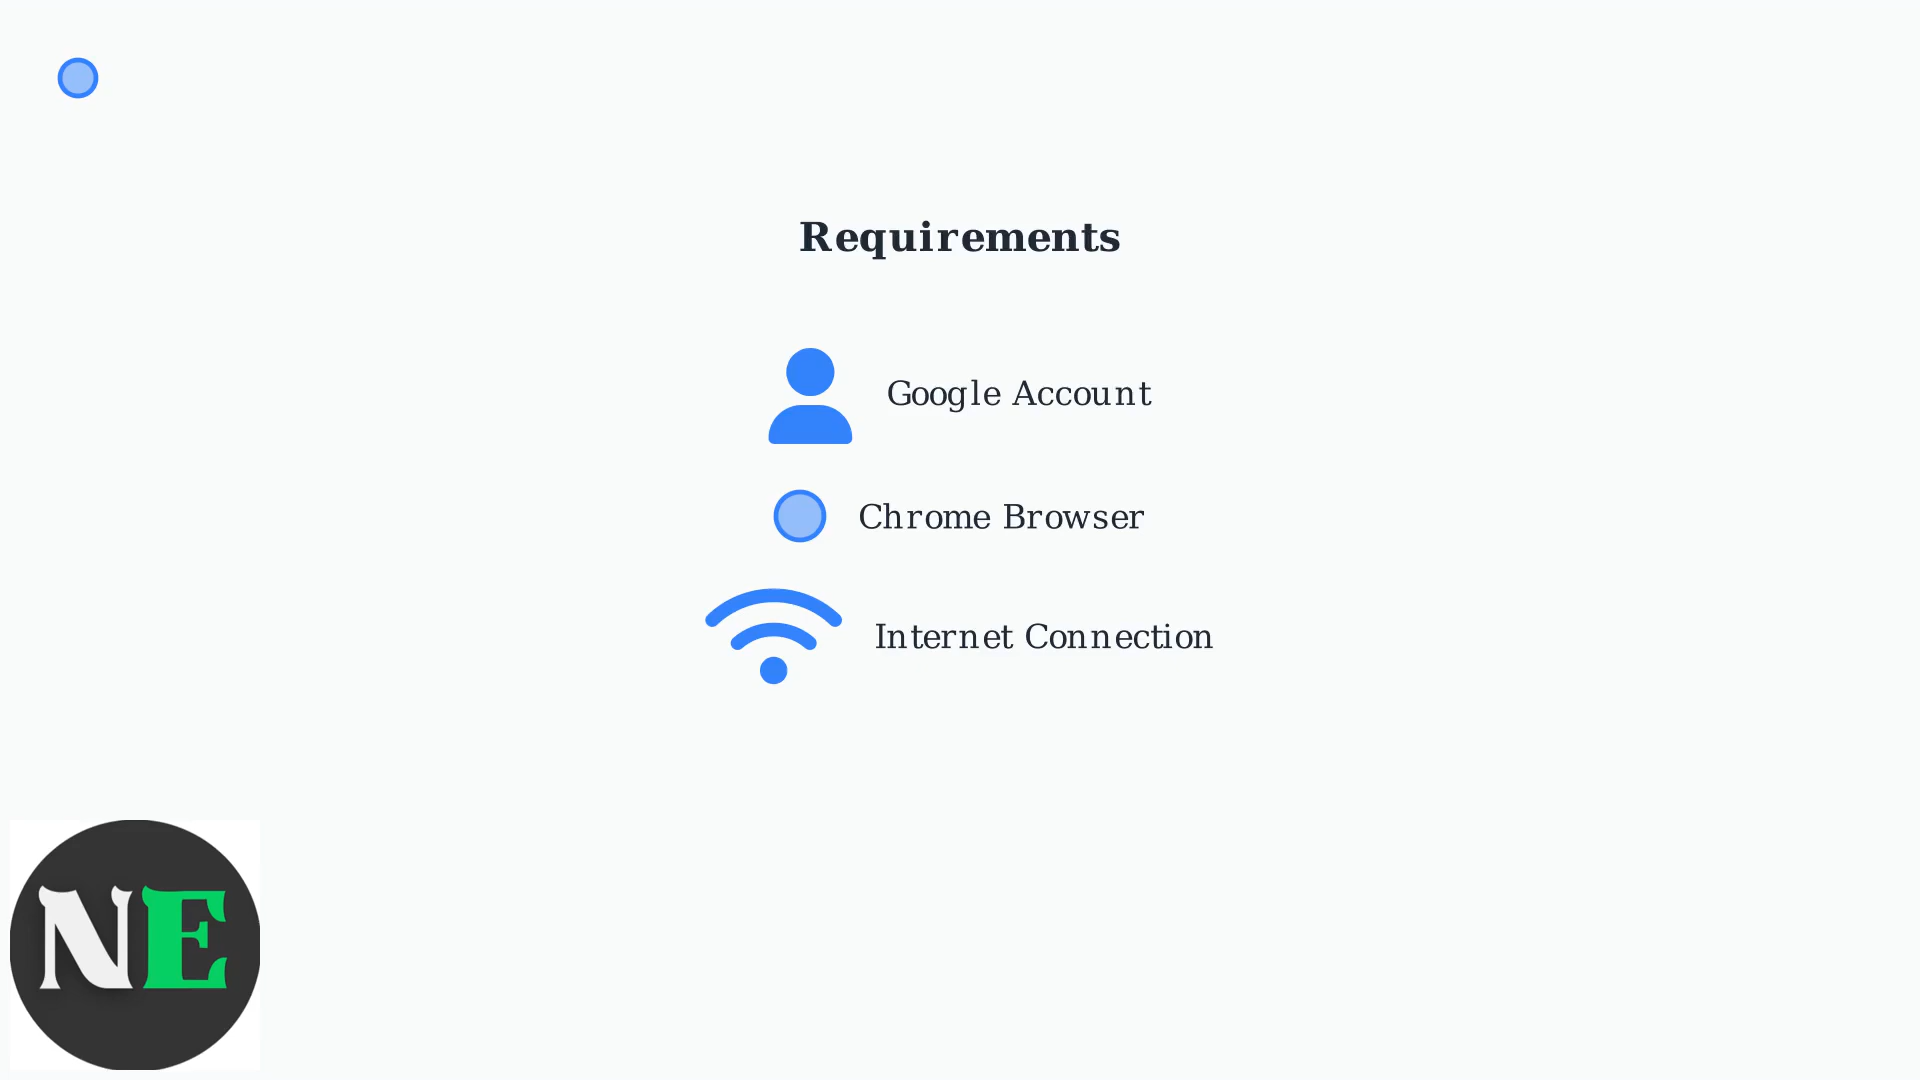 Requirements
Google Account
Chrome Browser
Internet Connection
NE